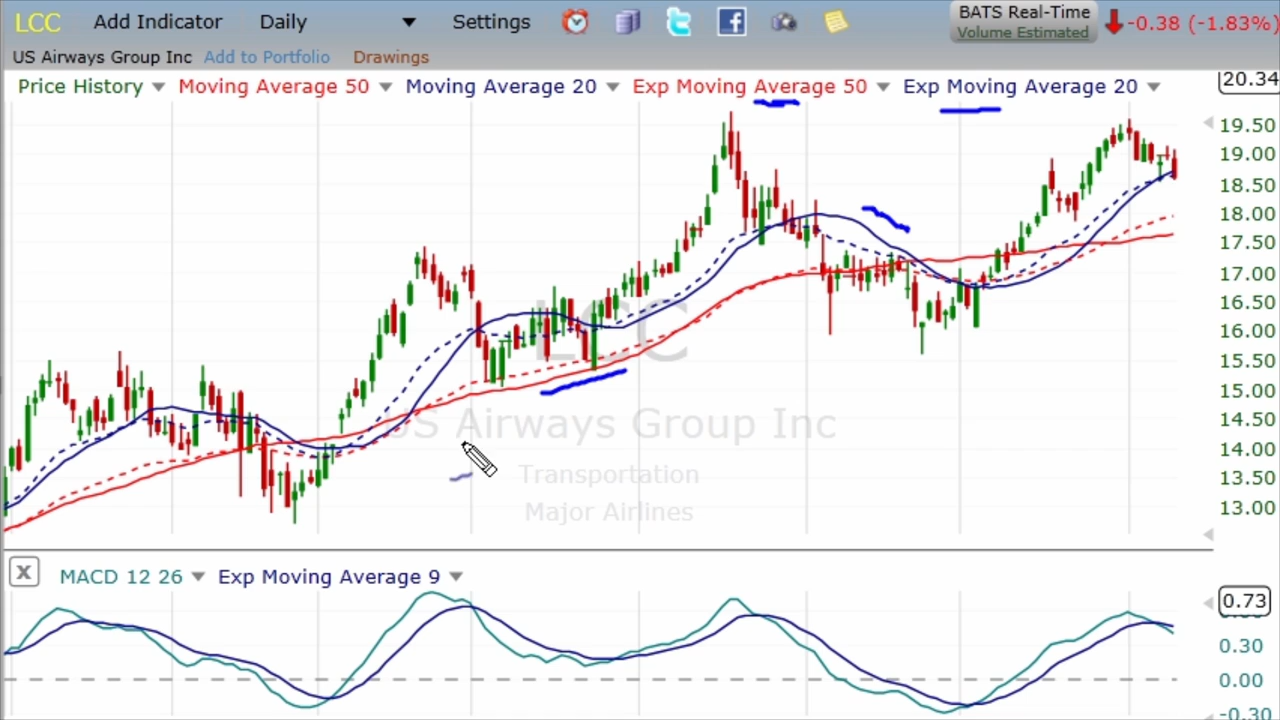 LCC Add Indicator Daily Settings BATS Real-Time -0.38 (-1.83%)
Volume Estimated
US Airways Group Inc Add to Portfolio Drawings
20.34
Price History Moving Average 50 Moving Average 20 Exp Moving Average 50 Exp Moving Average 20
19.50
19.00
18.50
18.00
17.50
17.00
16.50
16.00
15.50
15.00
14.50
14.00
13.50
13.00
LCC
US Airways Group Inc
Transportation
Major Airlines
X MACD 12 26 Exp Moving Average 9
0.73
0.30
0.00
-0.30